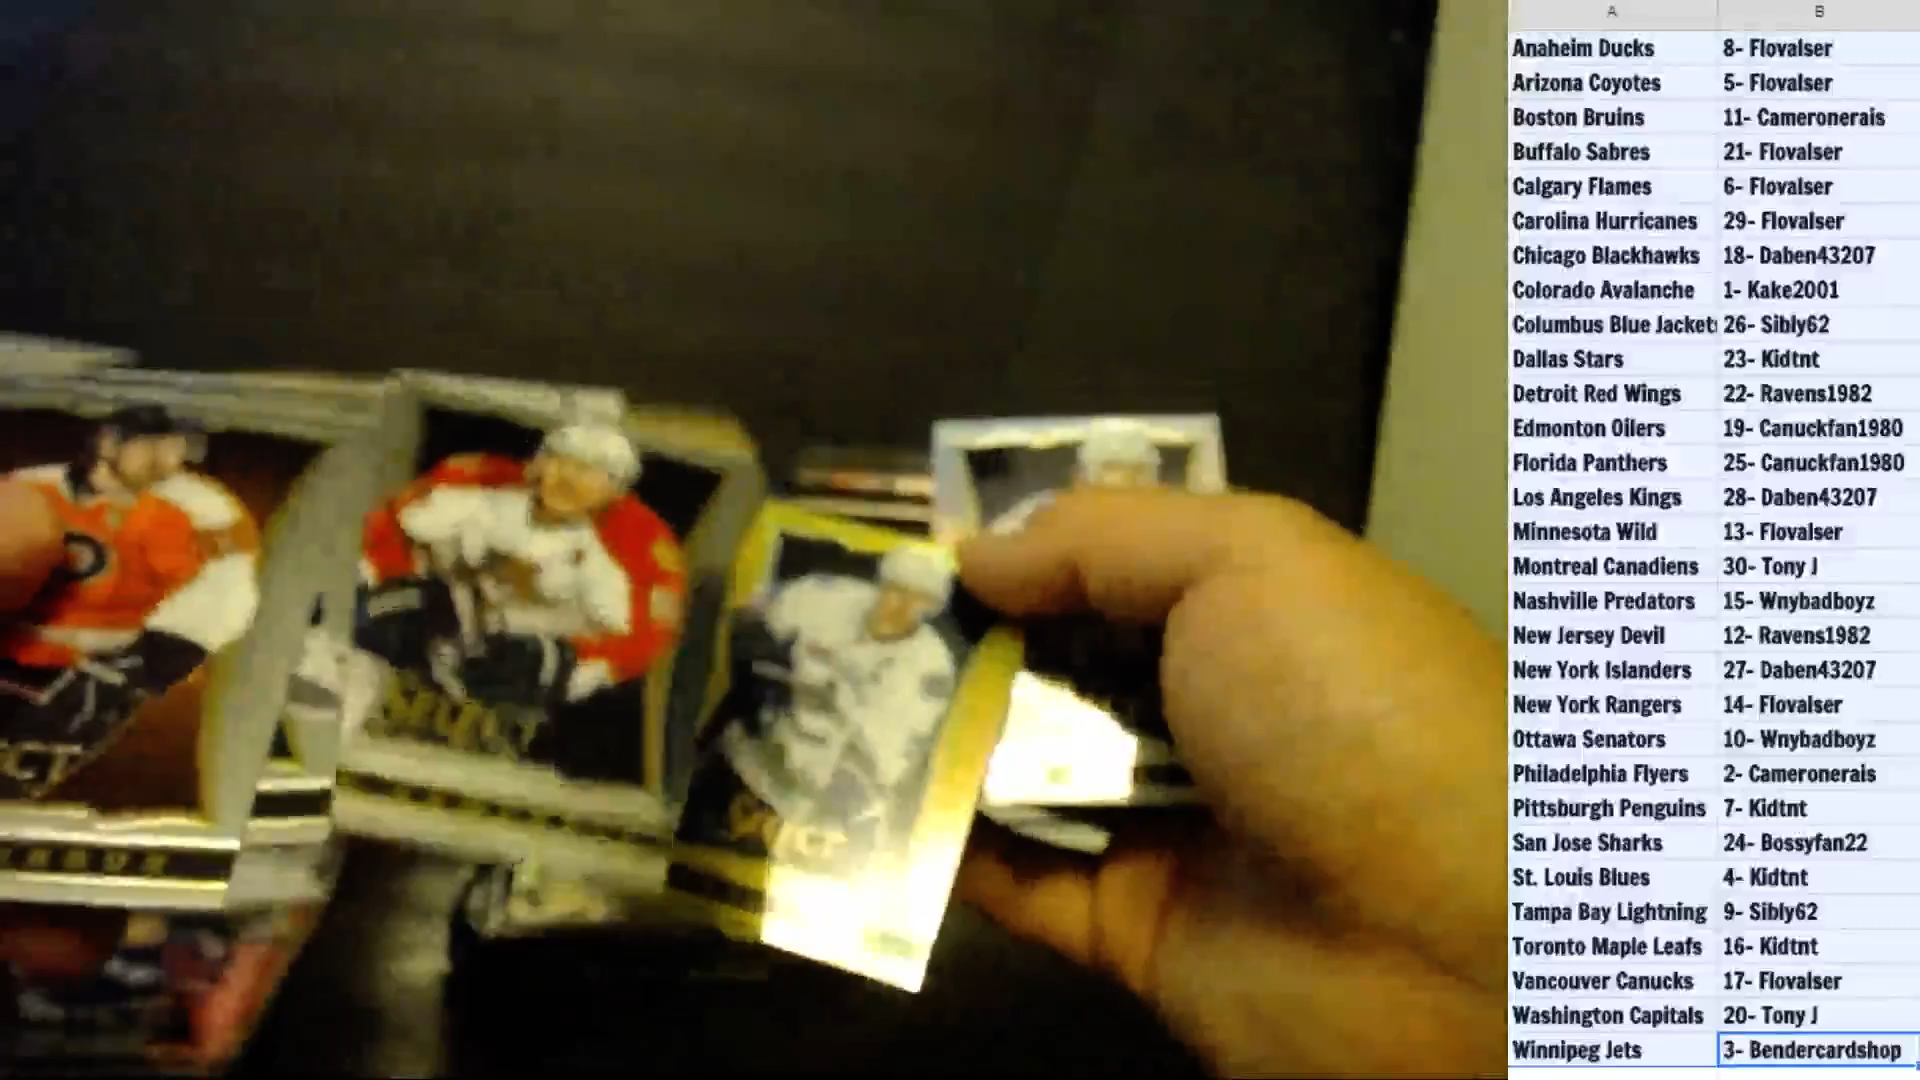 A B
Anaheim Ducks 8- Flovalser
Arizona Coyotes 5- Flovalser
Boston Bruins 11- Cameronerais
Buffalo Sabres 21- Flovalser
Calgary Flames 6- Flovalser
Carolina Hurricanes 29- Flovalser
Chicago Blackhawks 18- Daben43207
Colorado Avalanche 1- Kake2001
Columbus Blue Jackets 26- Sibly62
Dallas Stars 23- Kidtnt
Detroit Red Wings 22- Ravens1982
Edmonton Oilers 19- Canuckfan1980
Florida Panthers 25- Canuckfan1980
Los Angeles Kings 28- Daben43207
Minnesota Wild 13- Flovalser
Montreal Canadiens 30- Tony J
Nashville Predators 15- Wnybadboyz
New Jersey Devil 12- Ravens1982
New York Islanders 27- Daben43207
New York Rangers 14- Flovalser
Ottawa Senators 10- Wnybadboyz
Philadelphia Flyers 2- Cameronerais
Pittsburgh Penguins 7- Kidtnt
San Jose Sharks 24- Bossyfan22
St. Louis Blues 4- Kidtnt
Tampa Bay Lightning 9- Sibly62
Toronto Maple Leafs 16- Kidtnt
Vancouver Canucks 17- Flovalser
Washington Capitals 20- Tony J
Winnipeg Jets 3- Bendercardshop
SELECT
SELECT